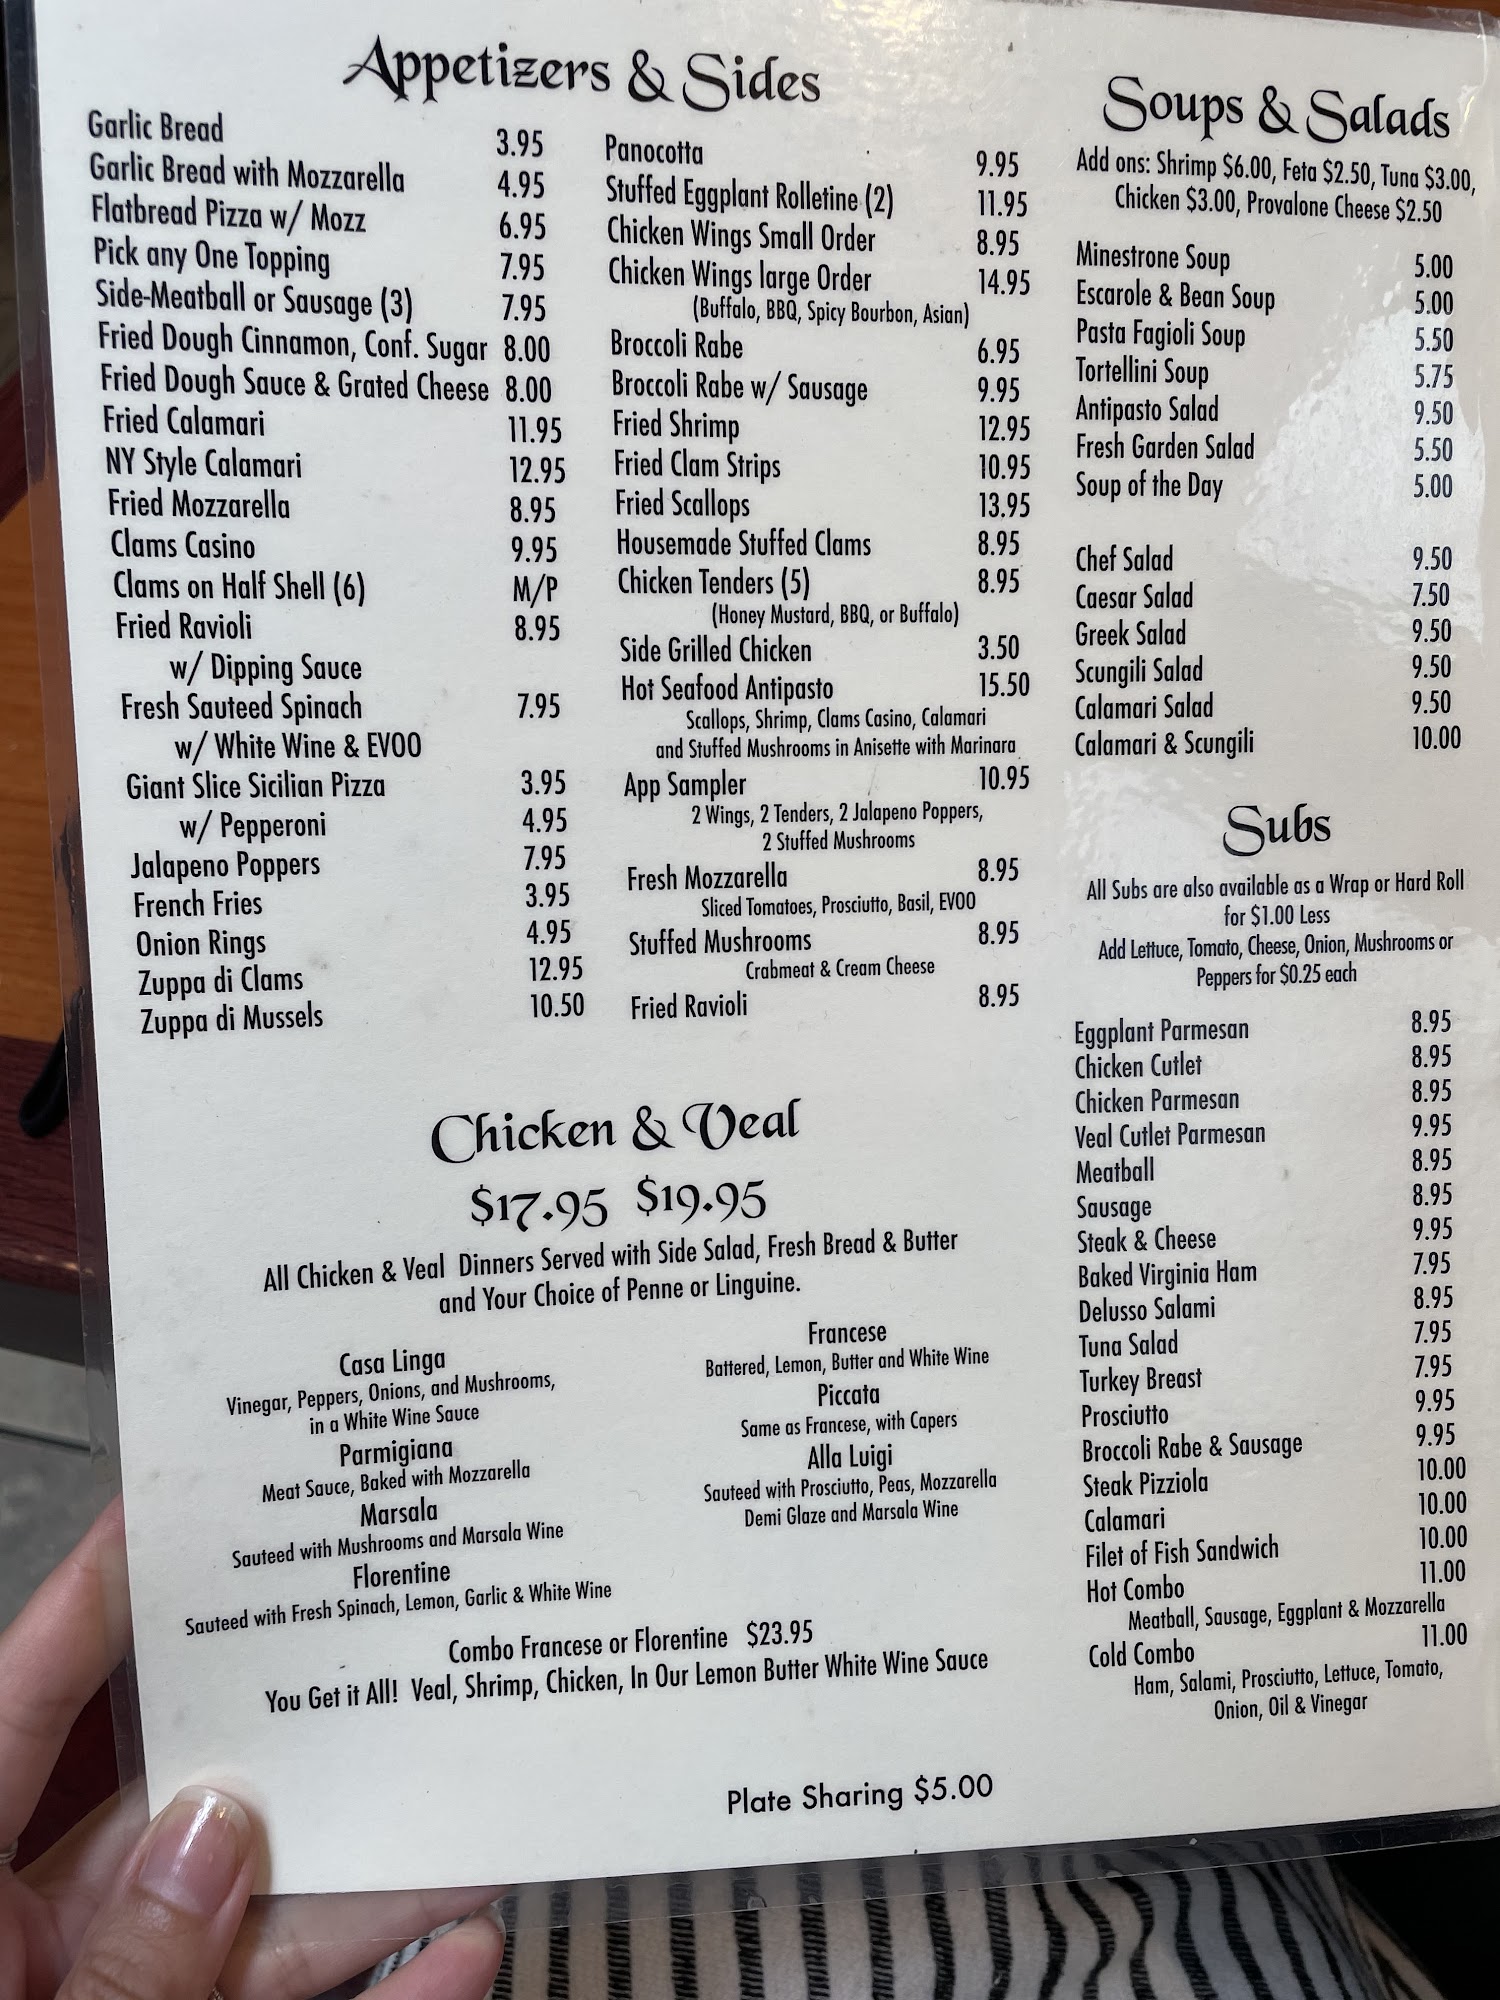 Appetizers & Sides
Garlic Bread 3.95
Garlic Bread with Mozzarella 4.95
Flatbread Pizza w/ Mozz 6.95
Pick any One Topping 7.95
Side-Meatball or Sausage (3) 7.95
Fried Dough Cinnamon, Conf. Sugar 8.00
Fried Dough Sauce & Grated Cheese 8.00
Fried Calamari 11.95
NY Style Calamari 12.95
Fried Mozzarella 8.95
Clams Casino 9.95
Clams on Half Shell (6) M/P
Fried Ravioli 8.95
w/ Dipping Sauce
Fresh Sauteed Spinach 7.95
w/ White Wine & EVOO
Giant Slice Sicilian Pizza 3.95
w/ Pepperoni 4.95
Jalapeno Poppers 7.95
French Fries 3.95
Onion Rings 4.95
Zuppa di Clams 12.95
Zuppa di Mussels 10.50
Panocotta 9.95
Stuffed Eggplant Rolletine (2) 11.95
Chicken Wings Small Order 8.95
Chicken Wings large Order 14.95
(Buffalo, BBQ, Spicy Bourbon, Asian)
Broccoli Rabe 6.95
Broccoli Rabe w/ Sausage 9.95
Fried Shrimp 12.95
Fried Clam Strips 10.95
Fried Scallops 13.95
Housemade Stuffed Clams 8.95
Chicken Tenders (5) 8.95
(Honey Mustard, BBQ, or Buffalo)
Side Grilled Chicken 3.50
Hot Seafood Antipasto 15.50
Scallops, Shrimp, Clams Casino, Calamari
and Stuffed Mushrooms in Anisette with Marinara
App Sampler 10.95
2 Wings, 2 Tenders, 2 Jalapeno Poppers,
2 Stuffed Mushrooms
Fresh Mozzarella 8.95
Sliced Tomatoes, Prosciutto, Basil, EVOO
Stuffed Mushrooms 8.95
Crabmeat & Cream Cheese
Fried Ravioli 8.95
Chicken & Veal
$17.95 $19.95
All Chicken & Veal Dinners Served with Side Salad, Fresh Bread & Butter
and Your Choice of Penne or Linguine.
Casa Linga
Vinegar, Peppers, Onions, and Mushrooms,
in a White Wine Sauce
Parmigiana
Meat Sauce, Baked with Mozzarella
Marsala
Sauteed with Mushrooms and Marsala Wine
Florentine
Sauteed with Fresh Spinach, Lemon, Garlic & White Wine
Francese
Battered, Lemon, Butter and White Wine
Piccata
Same as Francese, with Capers
Alla Luigi
Sauteed with Prosciutto, Peas, Mozzarella
Demi Glaze and Marsala Wine
Combo Francese or Florentine $23.95
You Get it All! Veal, Shrimp, Chicken, In Our Lemon Butter White Wine Sauce
Plate Sharing $5.00
Soups & Salads
Add ons: Shrimp $6.00, Feta $2.50, Tuna $3.00,
Chicken $3.00, Provalone Cheese $2.50
Minestrone Soup 5.00
Escarole & Bean Soup 5.00
Pasta Fagioli Soup 5.50
Tortellini Soup 5.75
Antipasto Salad 9.50
Fresh Garden Salad 5.50
Soup of the Day 5.00
Chef Salad 9.50
Caesar Salad 7.50
Greek Salad 9.50
Scungili Salad 9.50
Calamari Salad 9.50
Calamari & Scungili 10.00
Subs
All Subs are also available as a Wrap or Hard Roll
for $1.00 Less
Add Lettuce, Tomato, Cheese, Onion, Mushrooms or
Peppers for $0.25 each
Eggplant Parmesan 8.95
Chicken Cutlet 8.95
Chicken Parmesan 8.95
Veal Cutlet Parmesan 9.95
Meatball 8.95
Sausage 8.95
Steak & Cheese 9.95
Baked Virginia Ham 7.95
Delusso Salami 8.95
Tuna Salad 7.95
Turkey Breast 7.95
Prosciutto 9.95
Broccoli Rabe & Sausage 9.95
Steak Pizziola 10.00
Calamari 10.00
Filet of Fish Sandwich 10.00
Hot Combo 11.00
Meatball, Sausage, Eggplant & Mozzarella
Cold Combo 11.00
Ham, Salami, Prosciutto, Lettuce, Tomato,
Onion, Oil & Vinegar